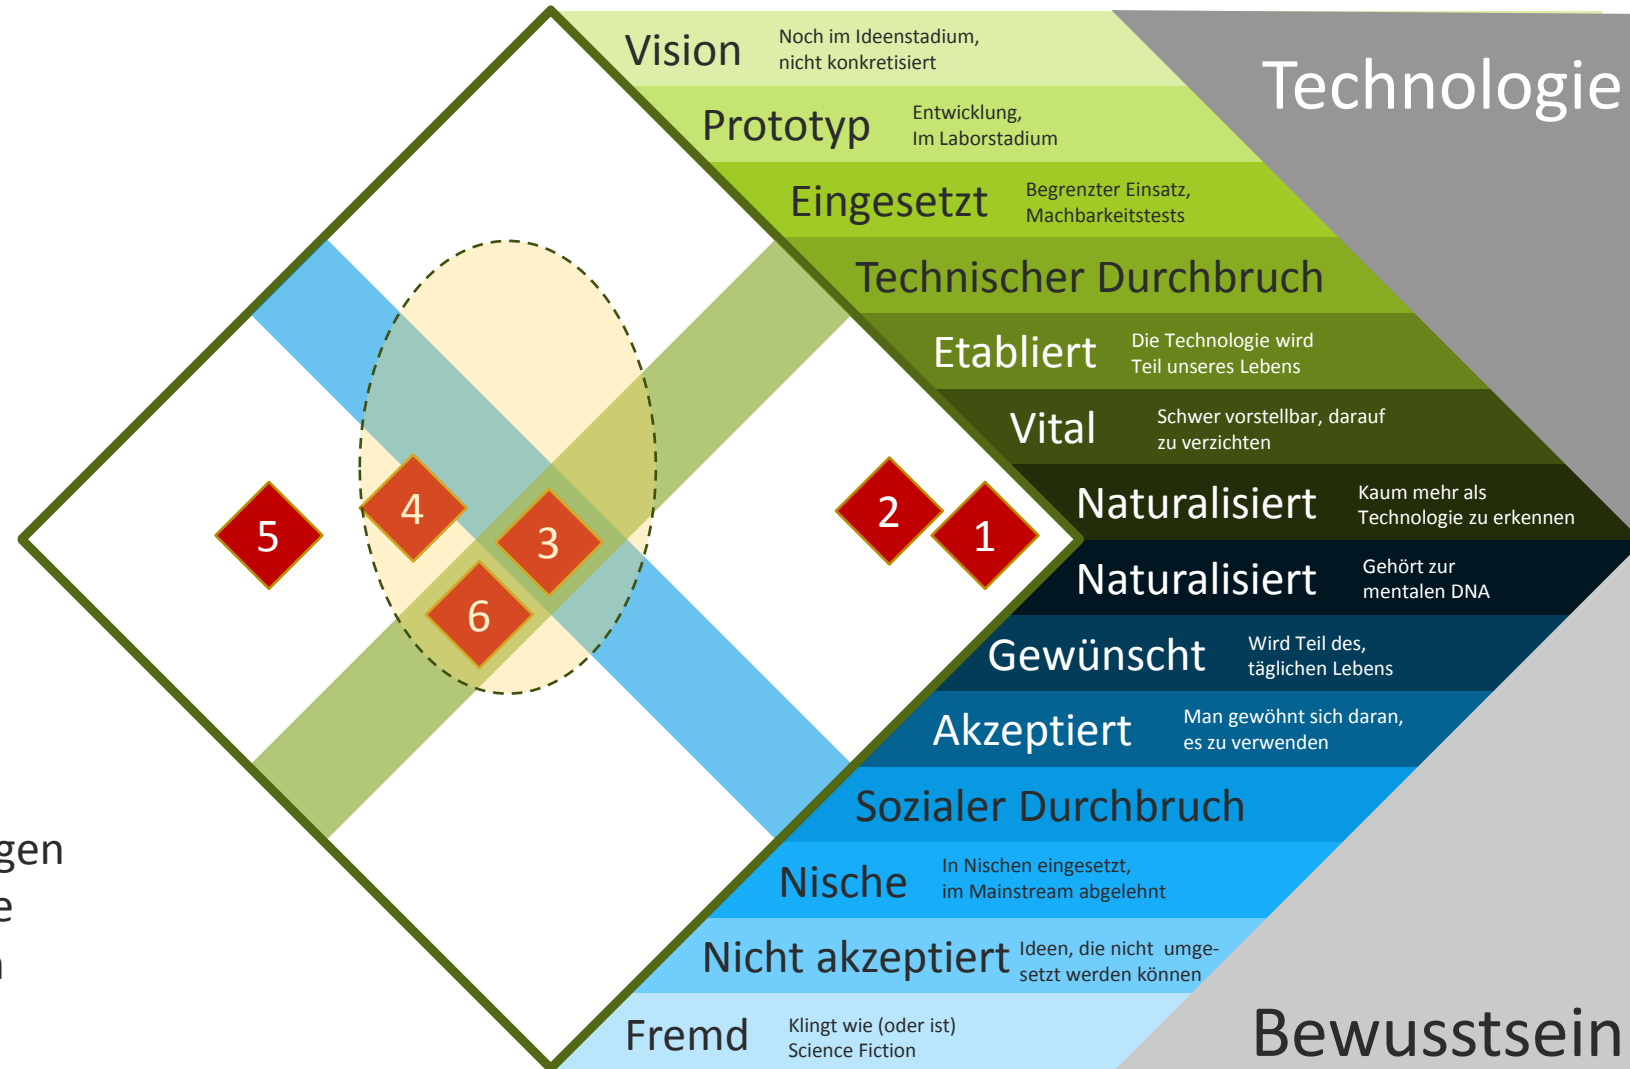 Vision
Noch im Ideenstadium,
nicht konkretisiert
Technologie
Prototyp
Entwicklung,
Im Laborstadium
Eingesetzt
Begrenzter Einsatz,
Machbarkeitstests
Technischer Durchbruch
Etabliert
Die Technologie wird
Teil unseres Lebens
Vital
Schwer vorstellbar, darauf
zu verzichten
Naturalisiert
Kaum mehr als
Technologie zu erkennen
5
4
3
2
1
6
Naturalisiert
Gehört zur
mentalen DNA
Gewünscht
Wird Teil des,
täglichen Lebens
Akzeptiert
Man gewöhnt sich daran,
es zu verwenden
Sozialer Durchbruch
gen
e
Nische
In Nischen eingesetzt,
im Mainstream abgelehnt
Nicht akzeptiert
Ideen, die nicht umge-
setzt werden können
Fremd
Klingt wie (oder ist)
Science Fiction
Bewusstsein